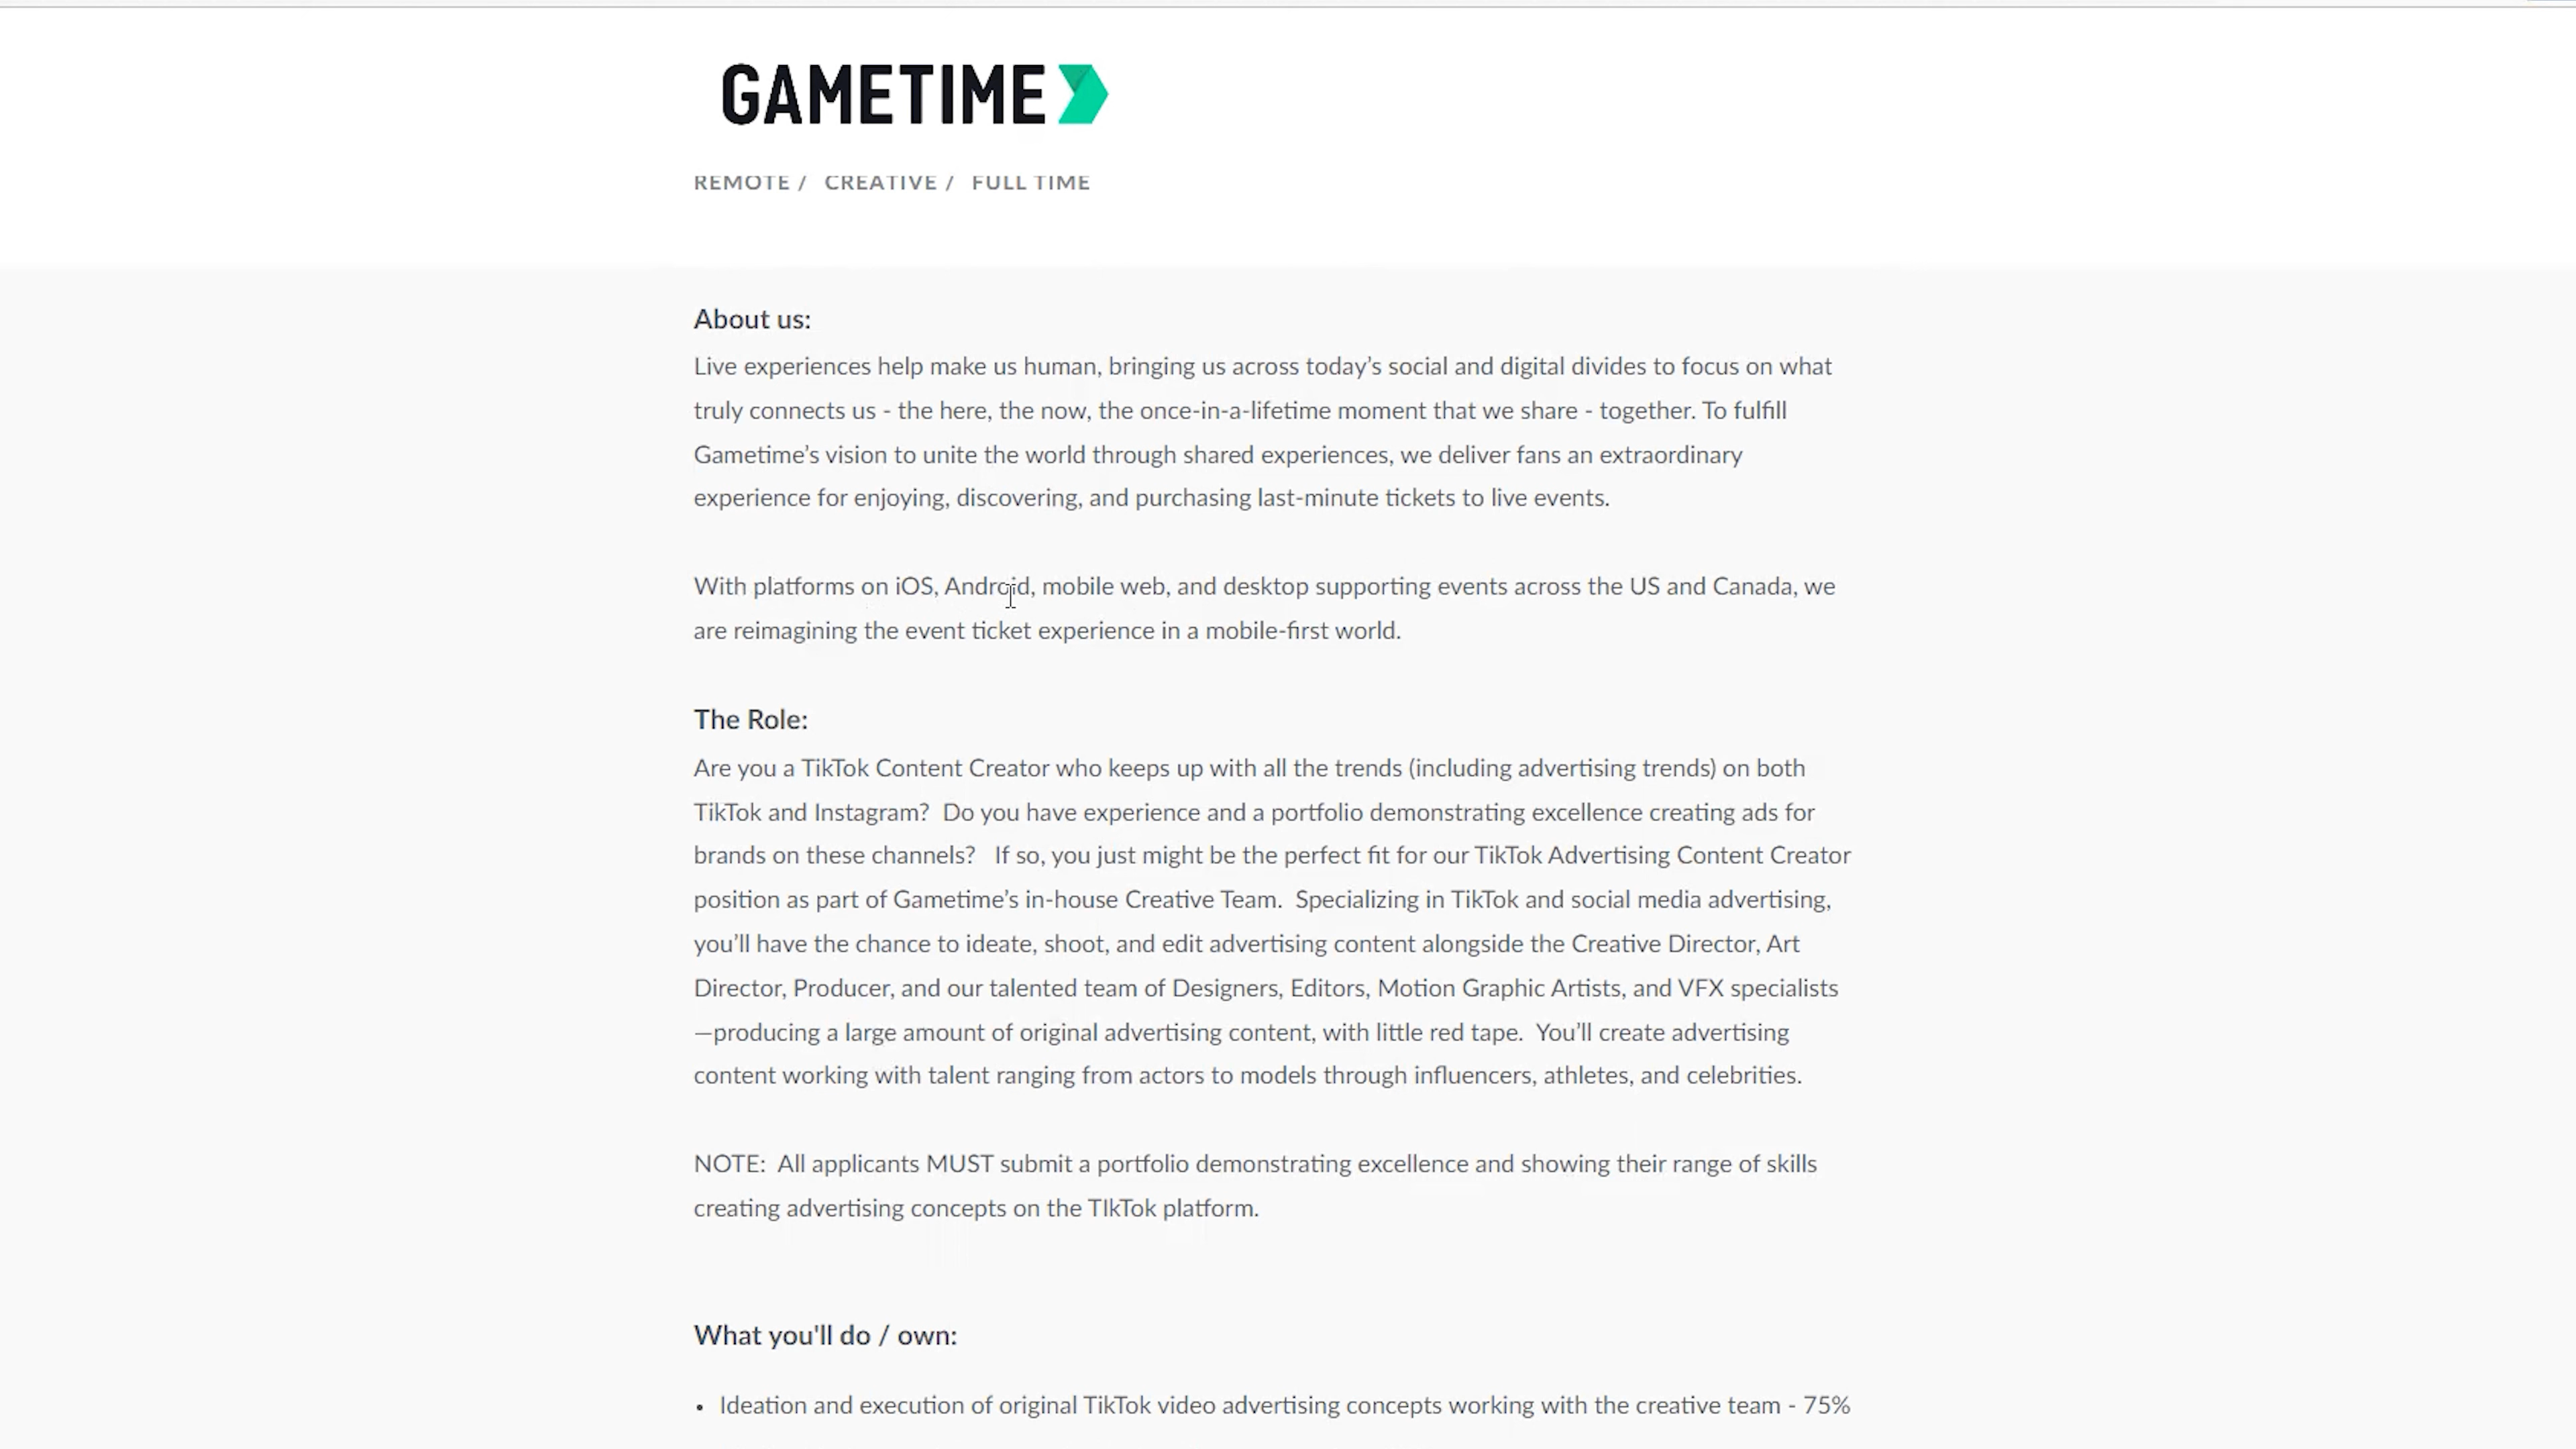 GAMETIME
REMOTE / CREATIVE / FULL TIME
About us:
Live experiences help make us human, bringing us across today’s social and digital divides to focus on what
truly connects us - the here, the now, the once-in-a-lifetime moment that we share - together. To fulfill
Gametime’s vision to unite the world through shared experiences, we deliver fans an extraordinary
experience for enjoying, discovering, and purchasing last-minute tickets to live events.
With platforms on iOS, Android, mobile web, and desktop supporting events across the US and Canada, we
are reimagining the event ticket experience in a mobile-first world.
The Role:
Are you a TikTok Content Creator who keeps up with all the trends (including advertising trends) on both
TikTok and Instagram?  Do you have experience and a portfolio demonstrating excellence creating ads for
brands on these channels?   If so, you just might be the perfect fit for our TikTok Advertising Content Creator
position as part of Gametime’s in-house Creative Team.  Specializing in TikTok and social media advertising,
you’ll have the chance to ideate, shoot, and edit advertising content alongside the Creative Director, Art
Director, Producer, and our talented team of Designers, Editors, Motion Graphic Artists, and VFX specialists
—producing a large amount of original advertising content, with little red tape.  You’ll create advertising
content working with talent ranging from actors to models through influencers, athletes, and celebrities.
NOTE:  All applicants MUST submit a portfolio demonstrating excellence and showing their range of skills
creating advertising concepts on the TIkTok platform.
What you'll do / own:
• Ideation and execution of original TikTok video advertising concepts working with the creative team - 75%